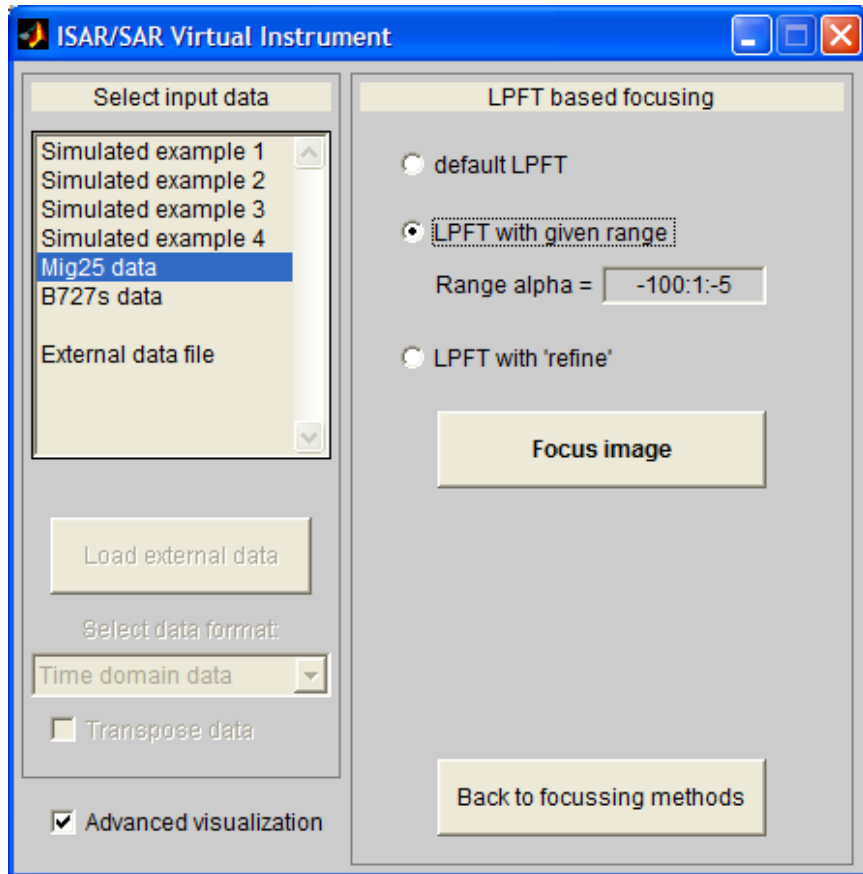 ISAR/SAR Virtual Instrument
Select input data
Simulated example 1
Simulated example 2
Simulated example 3
Simulated example 4
Mig25 data
B727s data
External data file
Load external data
Select data format:
Time domain data
Transpose data
Advanced visualization
LPFT based focusing
default LPFT
LPFT with given range
Range alpha = -100:1:-5
LPFT with 'refine'
Focus image
Back to focussing methods